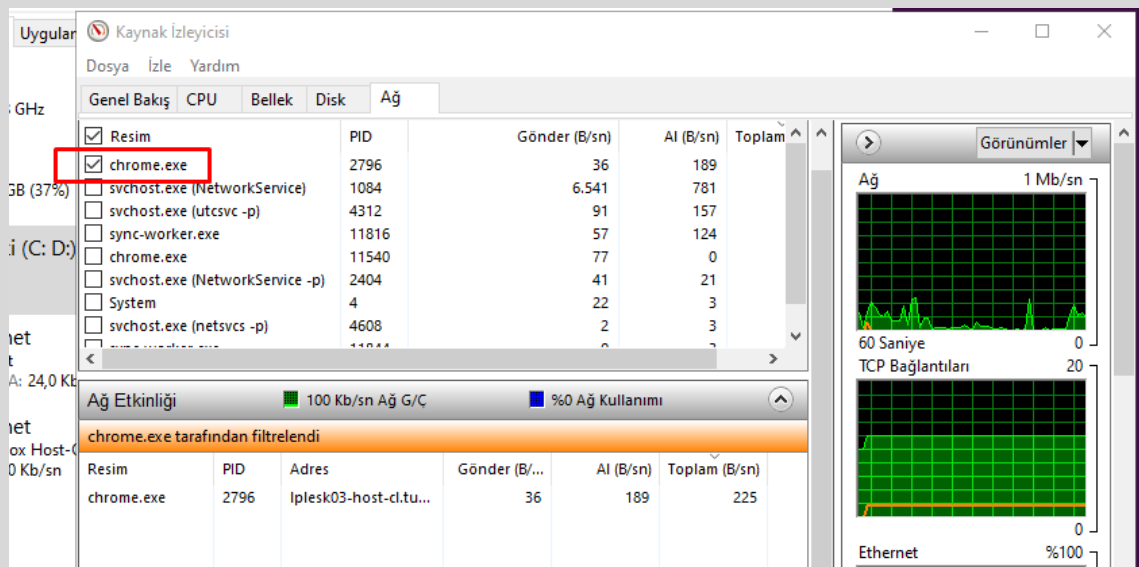 Uygular
Kaynak İzleyicisi
Dosya İzle Yardım
Genel Bakış CPU Bellek Disk Ağ
GHz
GB (37%)
(C: D:)
A: 24,0 Kb
Host-
0 Kb/sn
Resim PID Gönder (B/sn) Al (B/sn) Toplam
chrome.exe 2796 36 189
svchost.exe (NetworkService) 1084 6.541 781
svchost.exe (utcsvc -p) 4312 91 157
sync-worker.exe 11816 57 124
chrome.exe 11540 77 0
svchost.exe (NetworkService -p) 2404 41 21
System 4 22 3
svchost.exe (netsvcs -p) 4608 2 3
Ağ Etkinliği 100 Kb/sn Ağ G/Ç %0 Ağ Kullanımı
chrome.exe tarafından filtrelendi
Resim PID Adres Gönder (B/... Al (B/sn) Toplam (B/sn)
chrome.exe 2796 lplesk03-host-cl.tu... 36 189 225
Görünümler
Ağ 1 Mb/sn
60 Saniye 0
TCP Bağlantıları 20
0
Ethernet %100